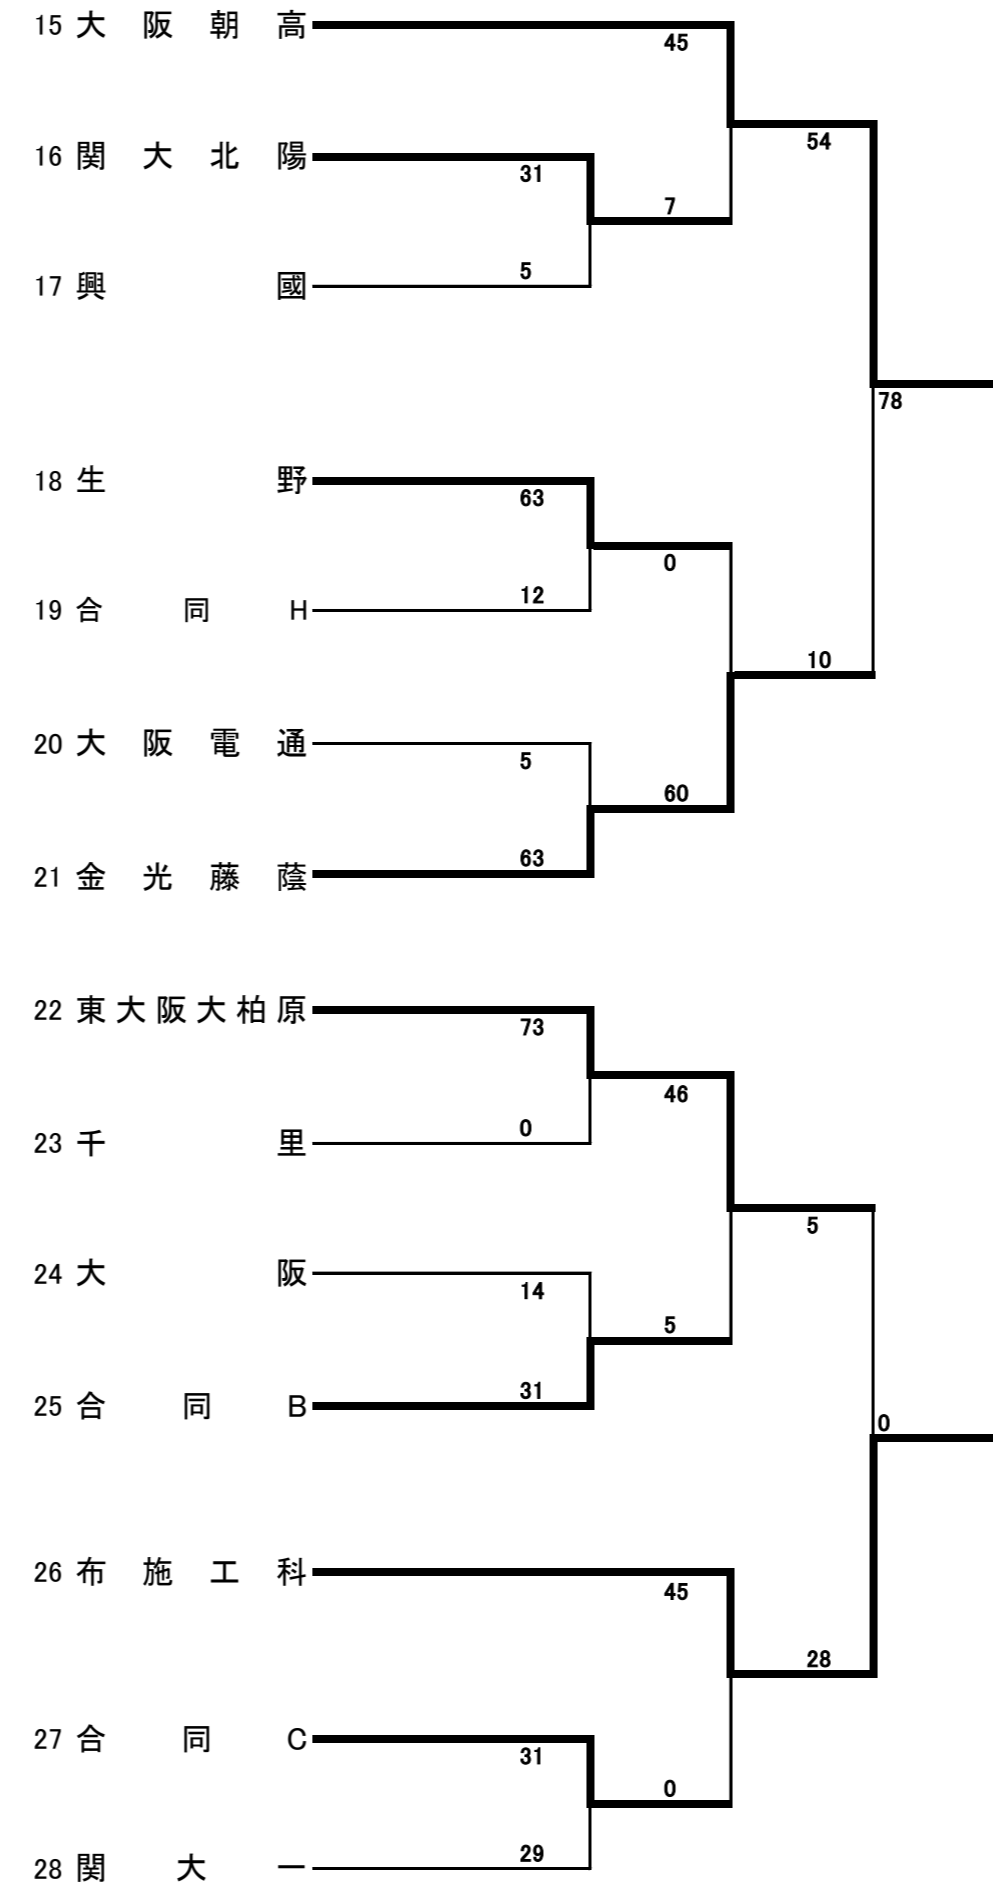 15 大阪朝高
45
54
16 関大北陽
31
7
17 興國
5
78
18 生野
63
0
19 合同H
12
10
20 大阪電通
5
60
21 金光藤蔭
63
22 東大阪大柏原
73
46
23 千里
0
5
24 大阪
14
5
25 合同B
31
0
26 布施工科
45
28
27 合同C
31
0
28 関大一
29